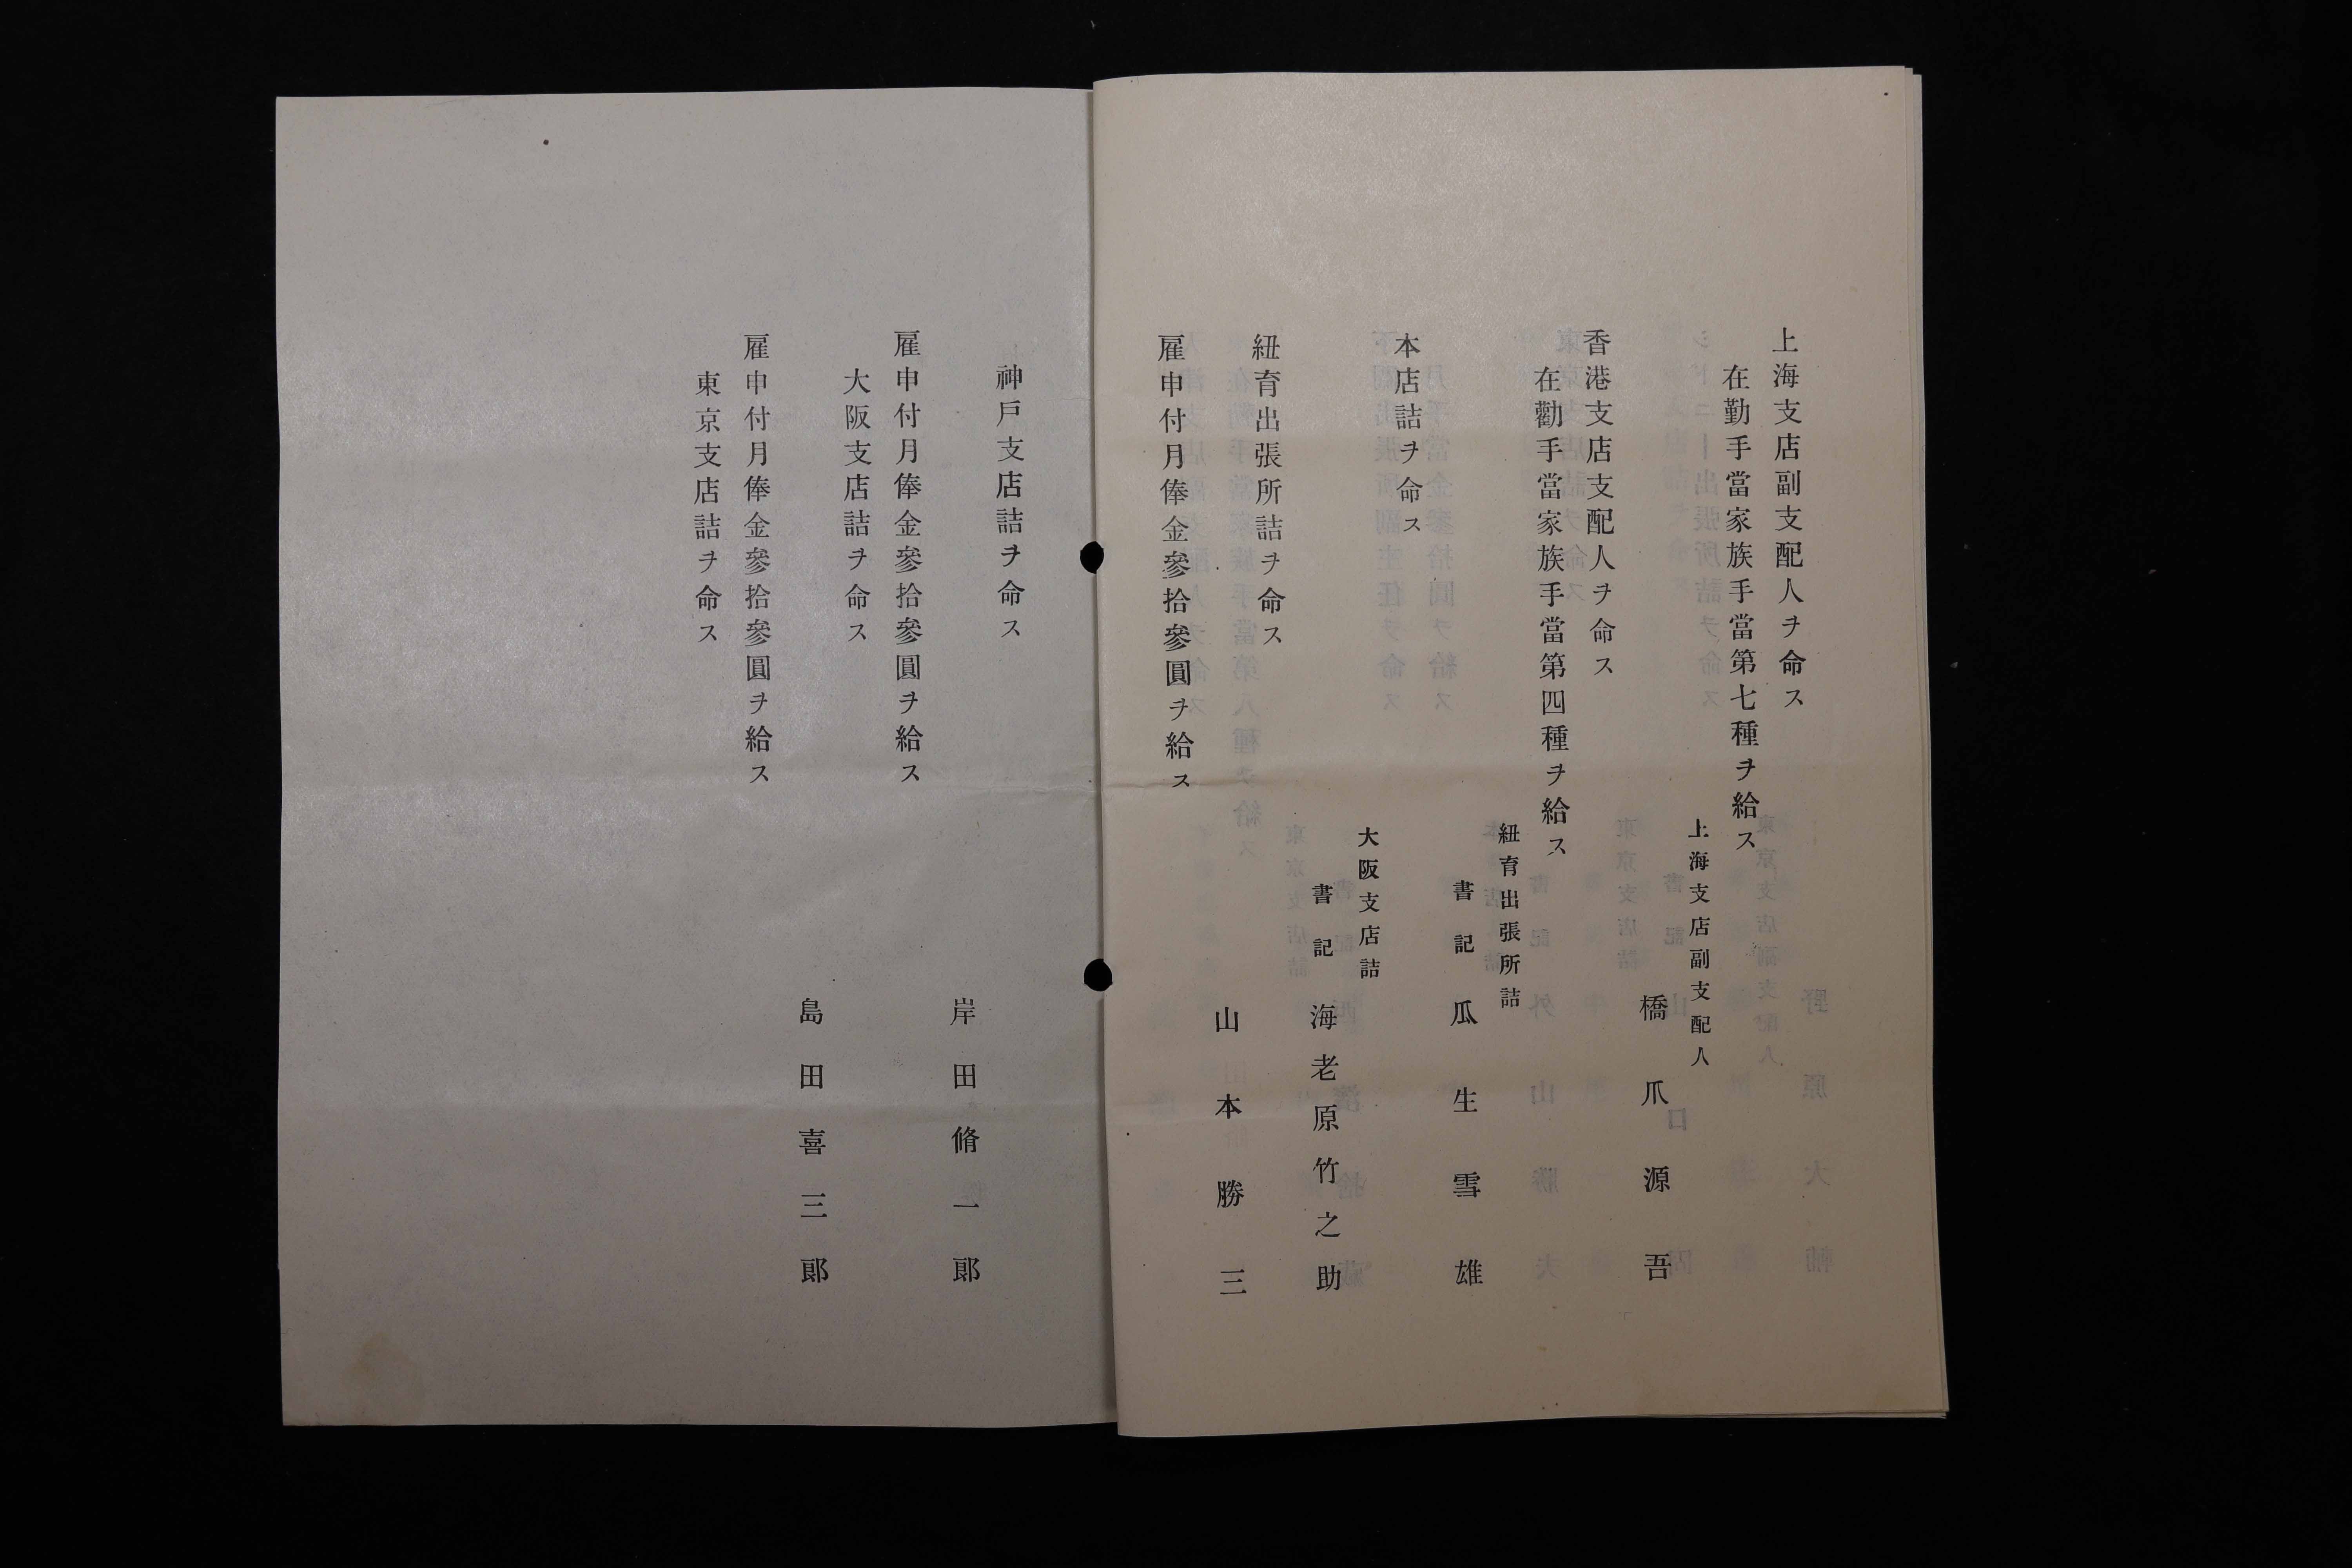 上海支店副支配人ヲ命ス
在勤手當家族手當第七種ヲ給ス
上海支店副支配人
橋爪源吾
香港支店支配人ヲ命ス
在勸手當家族手當第四種ヲ給ス
紐育出張所詰
書記 瓜生雪雄
本店詰ヲ命ス
大阪支店詰
書記 海老原竹之助
紐育出張所詰ヲ命ス
山本勝三
雇申付月俸金參拾參圓ヲ給ス
神戶支店詰ヲ命ス
岸田脩一郞
雇申付月俸金參拾參圓ヲ給ス
大阪支店詰ヲ命ス
島田喜三郞
雇申付月俸金參拾參圓ヲ給ス
東京支店詰ヲ命ス